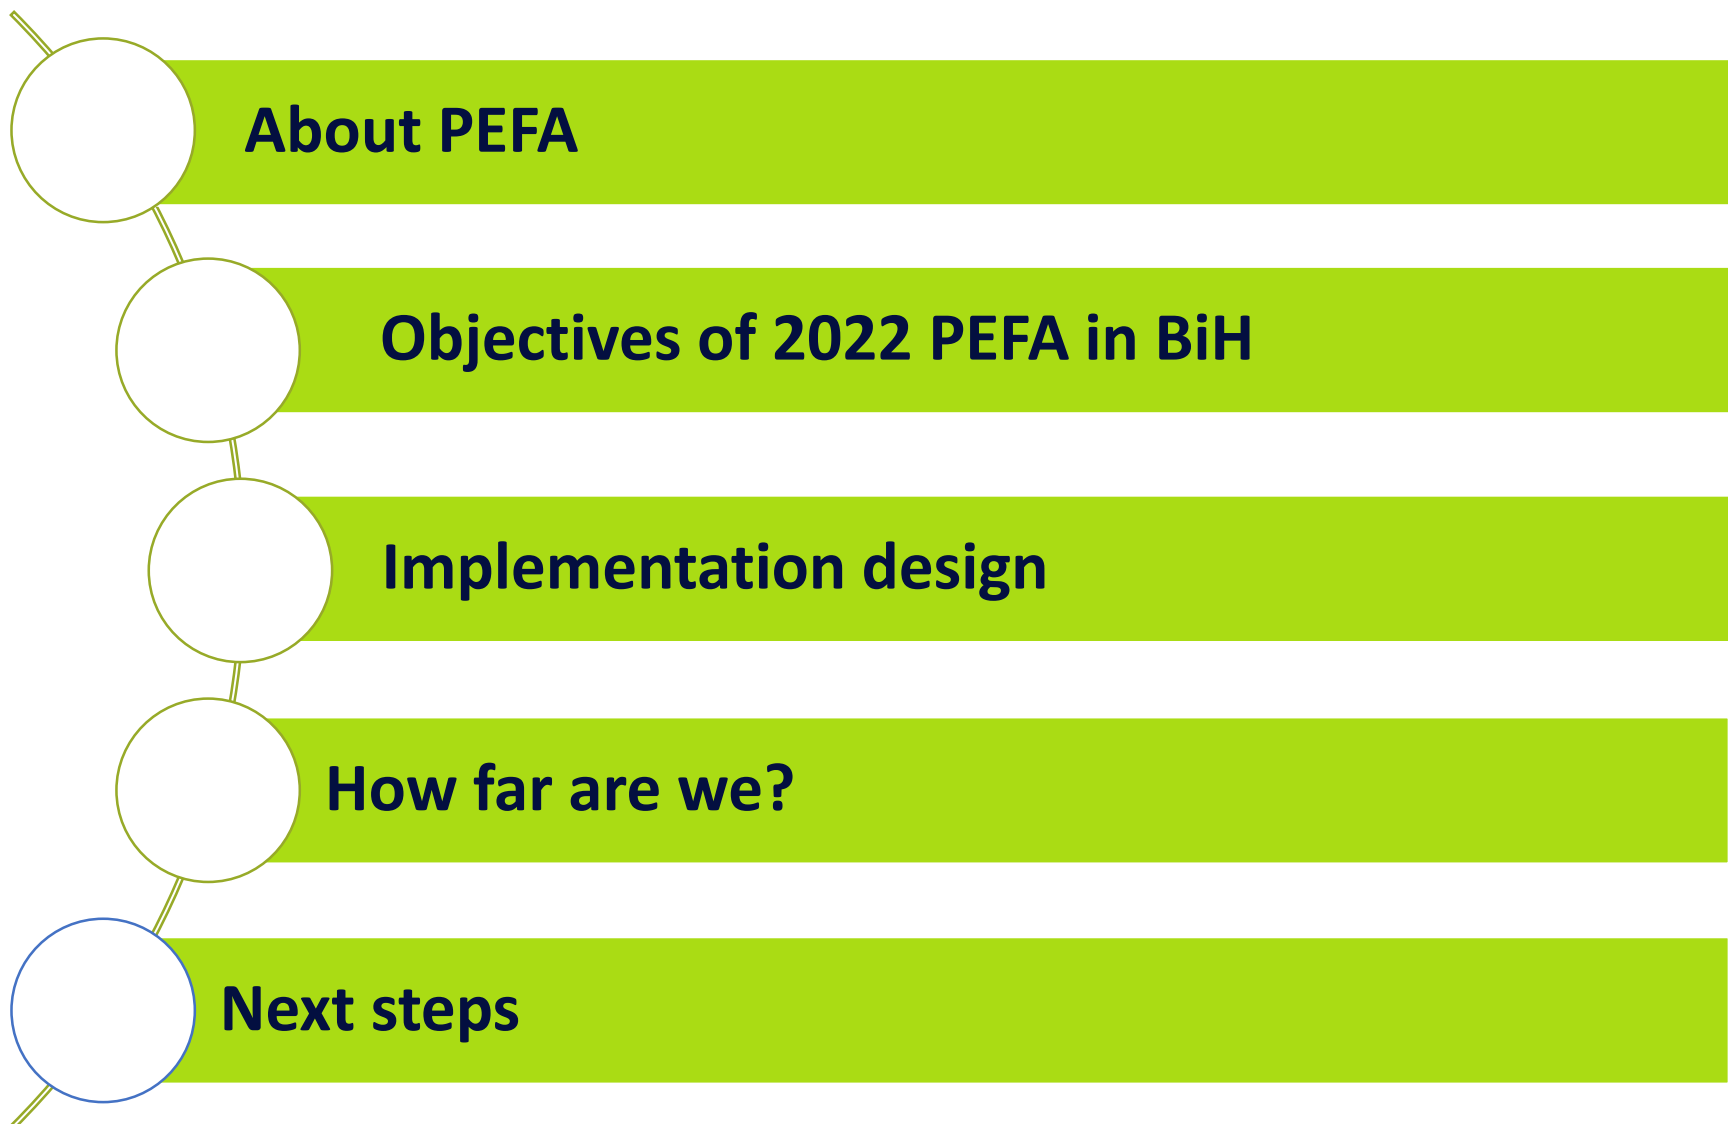 About PEFA
Objectives of 2022 PEFA in BiH
Implementation design
How far are we?
Next steps